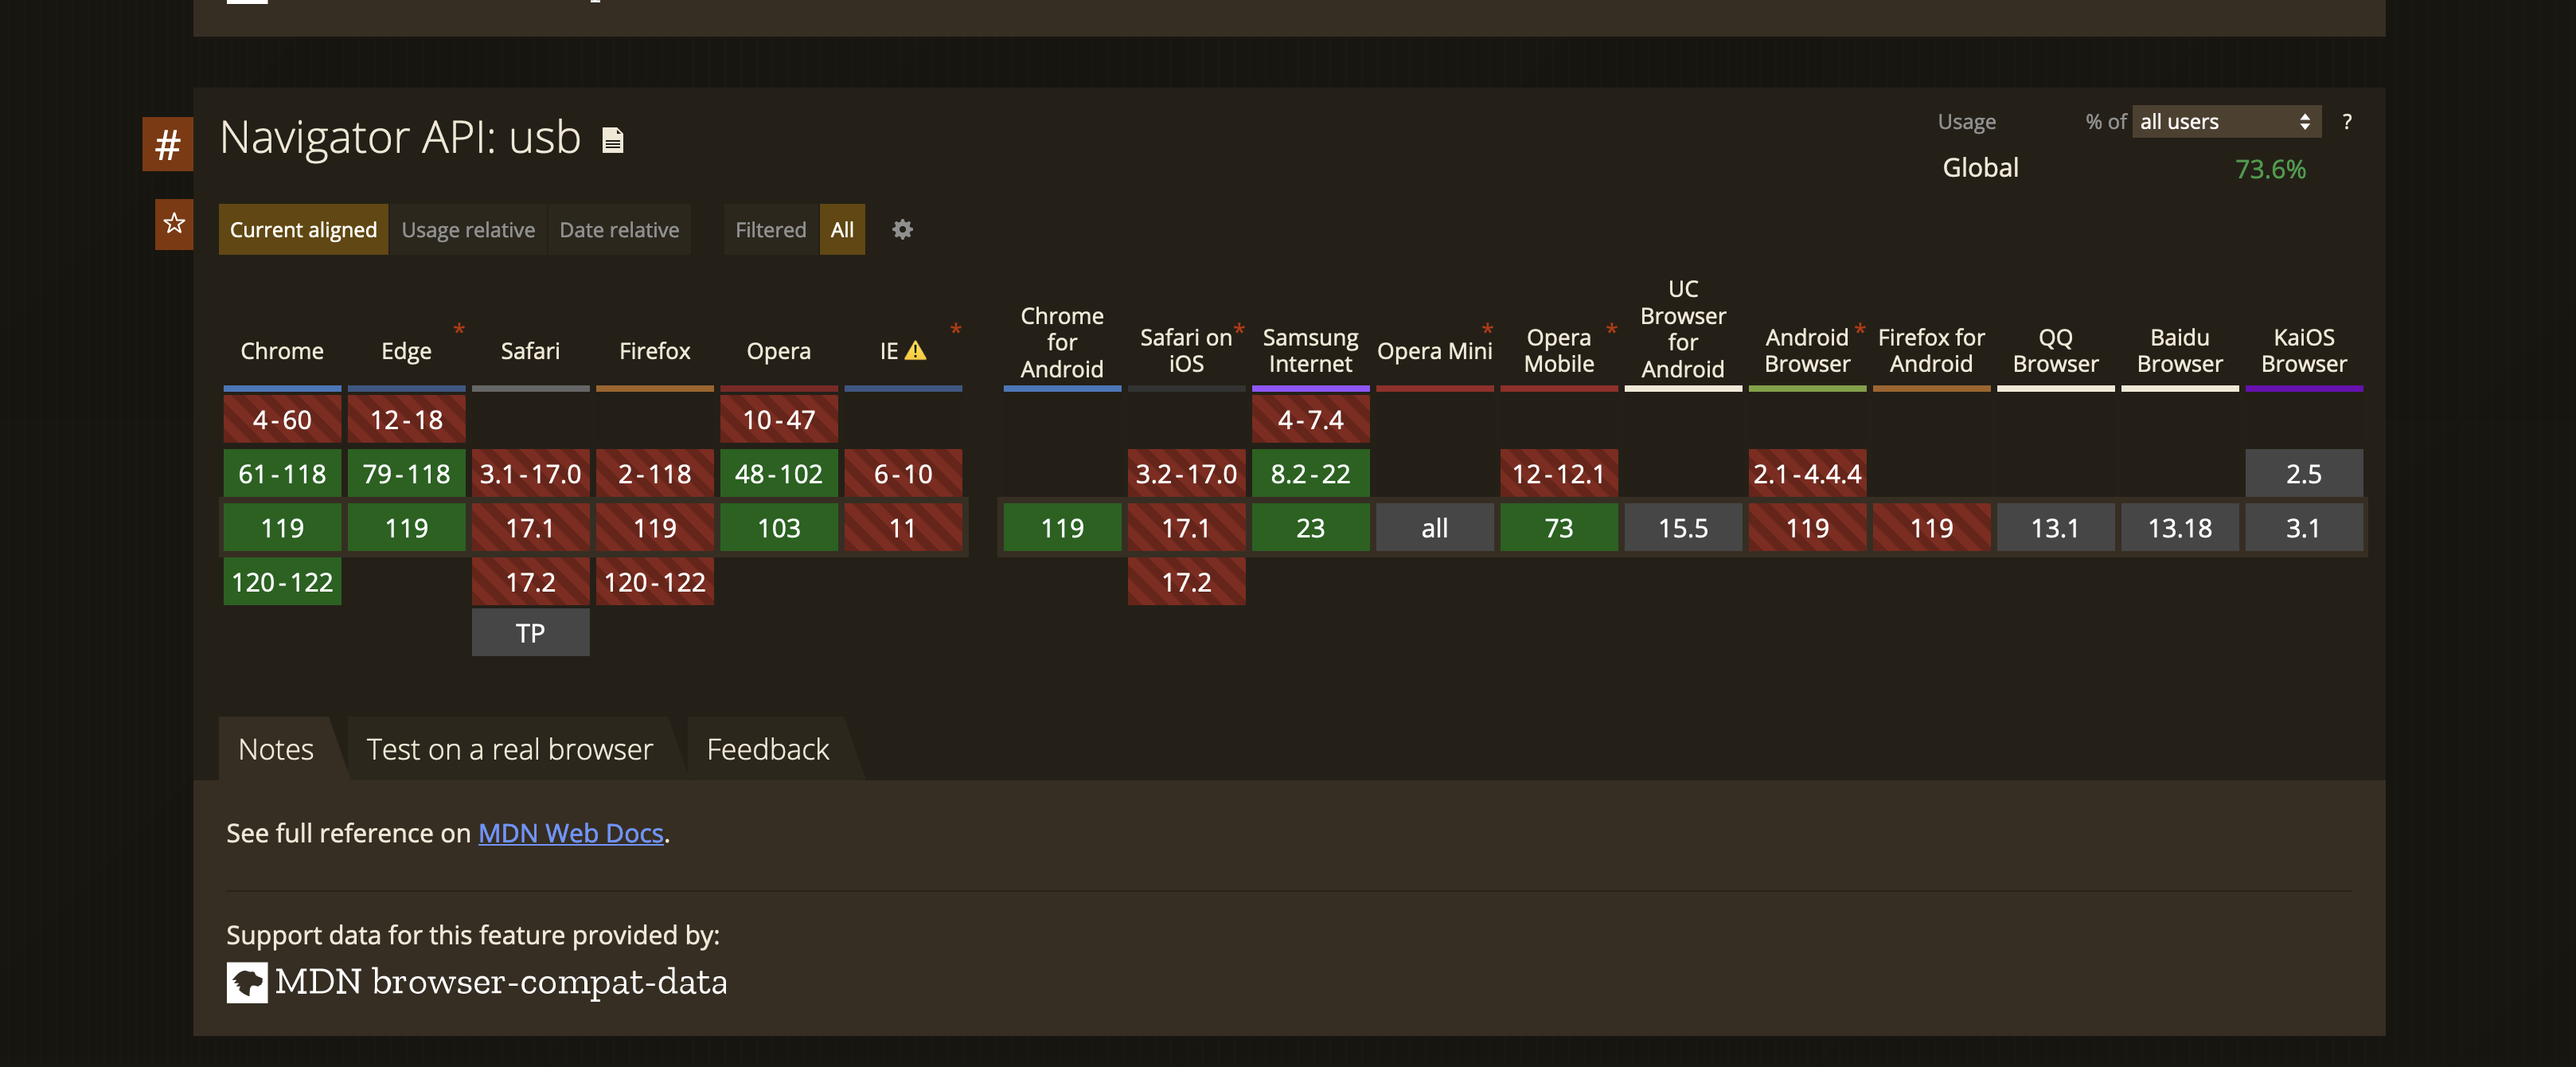 # Navigator API: usb
Usage % of all users ?
Global 73.6%
Current aligned Usage relative Date relative Filtered All
Chrome
Edge *
Safari
Firefox
Opera
IE *
Chrome for Android
Safari on iOS *
Samsung Internet
Opera Mini *
Opera Mobile *
UC Browser for Android
Android Browser *
Firefox for Android
QQ Browser
Baidu Browser
KaiOS Browser
4-60 12-18 10-47 4-7.4
61-118 79-118 3.1-17.0 2-118 48-102 6-10 3.2-17.0 8.2-22 12-12.1 2.1-4.4.4 2.5
119 119 17.1 119 103 11 119 17.1 23 all 73 15.5 119 119 13.1 13.18 3.1
120-122 17.2 120-122 17.2
TP
Notes Test on a real browser Feedback
See full reference on MDN Web Docs.
Support data for this feature provided by:
MDN browser-compat-data